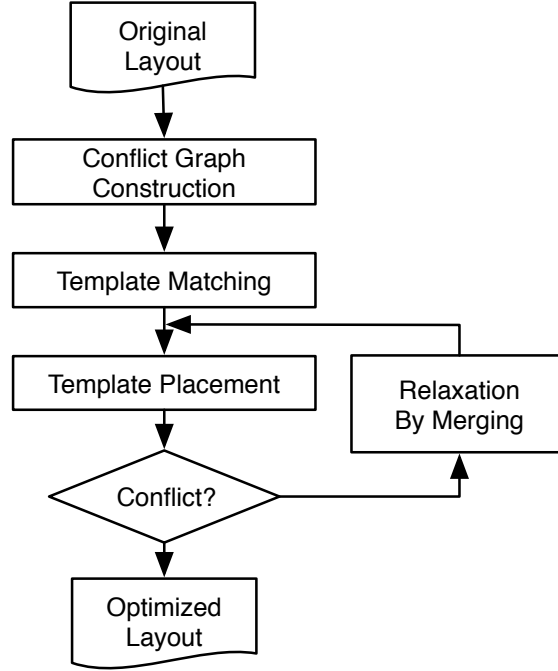 Original
Layout
Conflict Graph
Construction
Template Matching
Template Placement
Relaxation
By Merging
Conflict?
Optimized
Layout